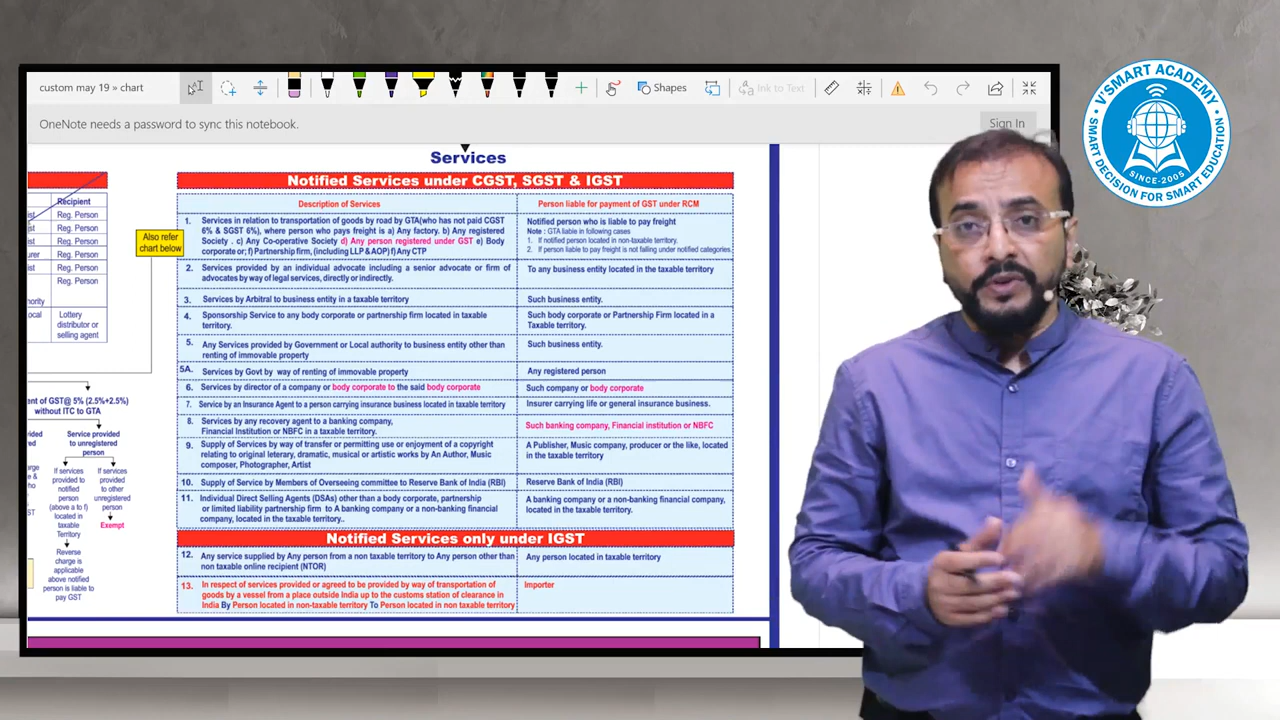 custom may 19 » chart
Shapes
Ink to Text
OneNote needs a password to sync this notebook.
Sign In
V'SMART ACADEMY
SMART DECISION FOR SMART EDUCATION
SINCE-2005
Services
Notified Services under CGST, SGST & IGST
Description of Services
Person liable for payment of GST under RCM
1. Services in relation to transportation of goods by road by GTA(who has not paid CGST
6% & SGST 6%), where person who pays freight is a) Any factory. b) Any registered
Society . c) Any Co-operative Society d) Any person registered under GST e) Body
corporate or; f) Partnership firm, (including LLP & AOP) f) Any CTP
Notified person who is liable to pay freight
Note : GTA liable in following cases
1. If notified person located in non-taxable territory.
2. If person liable to pay freight is not falling under notified categories.
2. Services provided by an individual advocate including a senior advocate or firm of
advocates by way of legal services, directly or indirectly.
To any business entity located in the taxable territory
3. Services by Arbitral to business entity in a taxable territory
Such business entity.
4. Sponsorship Service to any body corporate or partnership firm located in taxable
territory.
Such body corporate or Partnership Firm located in a
Taxable territory.
5. Any Services provided by Government or Local authority to business entity other than
renting of immovable property
Such business entity.
5A. Services by Govt by way of renting of immovable property
Any registered person
6. Services by director of a company or body corporate to the said body corporate
Such company or body corporate
7. Service by an Insurance Agent to a person carrying insurance business located in taxable territory
Insurer carrying life or general insurance business.
8. Services by any recovery agent to a banking company,
Financial Institution or NBFC in a taxable territory.
Such banking company, Financial institution or NBFC
9. Supply of Services by way of transfer or permitting use or enjoyment of a copyright
relating to original leterary, dramatic, musical or artistic works by An Author, Music
composer, Photographer, Artist
A Publisher, Music company, producer or the like, located
in the taxable territory
10. Supply of Service by Members of Overseeing committee to Reserve Bank of India (RBI)
Reserve Bank of India (RBI)
11. Individual Direct Selling Agents (DSAs) other than a body corporate, partnership
or limited liability partnership firm to A banking company or a non-banking financial
company, located in the taxable territory..
A banking company or a non-banking financial company,
located in the taxable territory.
Notified Services only under IGST
12. Any service supplied by Any person from a non taxable territory to Any person other than
non taxable online recipient (NTOR)
Any person located in taxable territory
13. In respect of services provided or agreed to be provided by way of transportation of
goods by a vessel from a place outside India up to the customs station of clearance in
India By Person located in non-taxable territory To Person located in non taxable territory
Importer
Recipient
Reg. Person
Reg. Person
Reg. Person
Reg. Person
Reg. Person
Reg. Person
Lottery
distributor or
selling agent
Also refer
chart below
ent of GST@ 5% (2.5%+2.5%)
without ITC to GTA
Service provided
to unregistered
person
If services
provided to
notified
person
(above a to f)
located in
taxable
Territory
Reverse
charge is
applicable
above notified
person is liable to
pay GST
If services
provided
to other
unregistered
person
Exempt